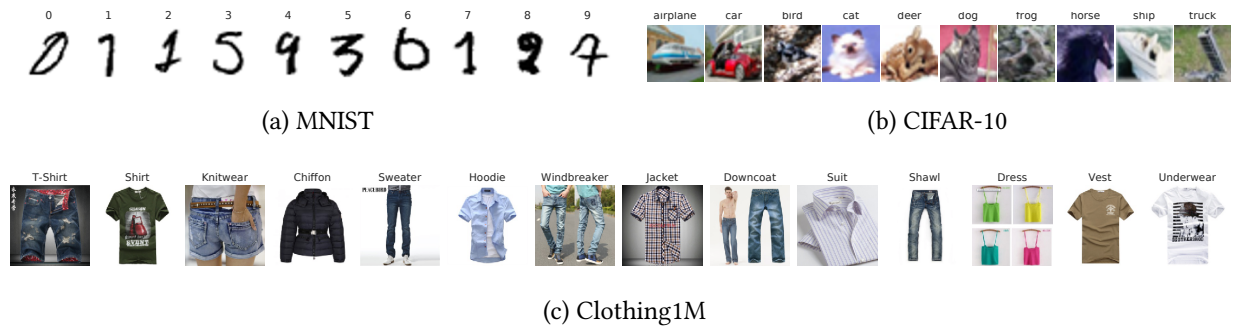 0 1 2 3 4 5 6 7 8 9
airplane car bird cat deer dog frog horse ship truck
(a) MNIST
(b) CIFAR-10
T-Shirt Shirt Knitwear Chiffon Sweater Hoodie Windbreaker Jacket Downcoat Suit Shawl Dress Vest Underwear
(c) Clothing1M